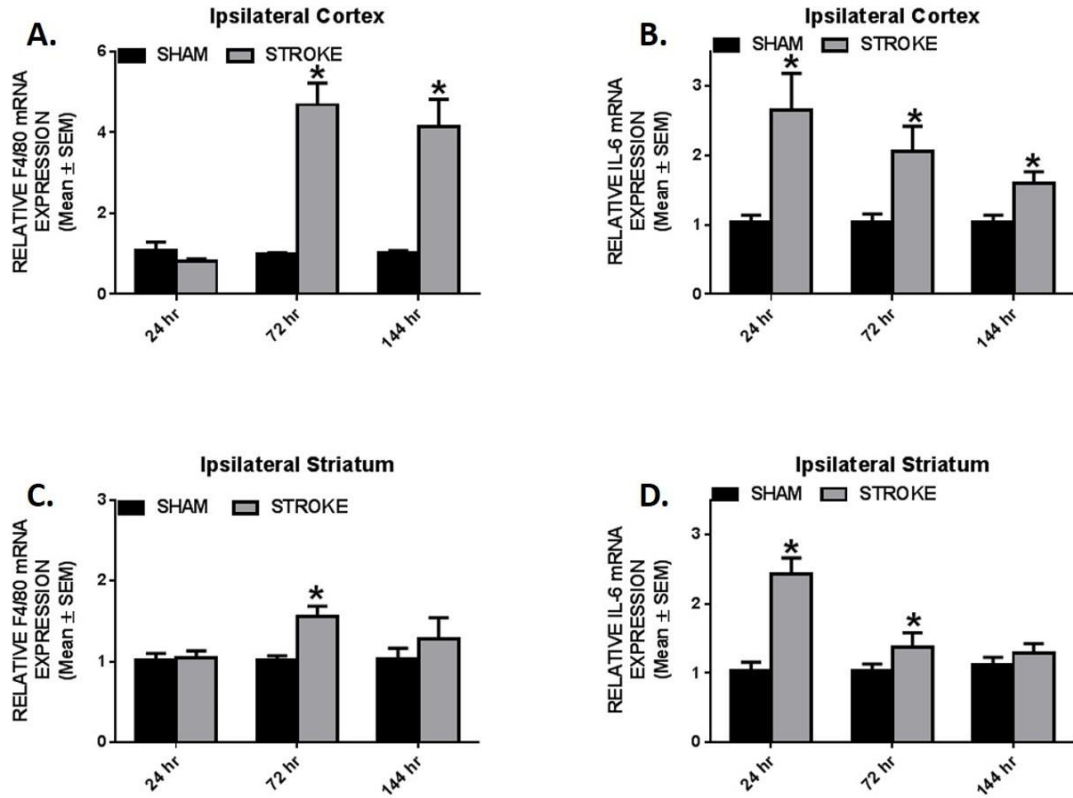 Ipsilateral Cortex
A.
SHAM STROKE
RELATIVE F4/80 mRNA
EXPRESSION
(Mean ± SEM)
6
4
2
0
*
*
24 hr
72 hr
144 hr
Ipsilateral Cortex
B.
SHAM STROKE
RELATIVE IL-6 mRNA
EXPRESSION
(Mean ± SEM)
3
2
1
0
*
*
*
24 hr
72 hr
144 hr
Ipsilateral Striatum
C.
SHAM STROKE
RELATIVE F4/80 mRNA
EXPRESSION
(Mean ± SEM)
3
2
1
0
*
24 hr
72 hr
144 hr
Ipsilateral Striatum
D.
SHAM STROKE
RELATIVE IL-6 mRNA
EXPRESSION
(Mean ± SEM)
3
2
1
0
*
*
24 hr
72 hr
144 hr